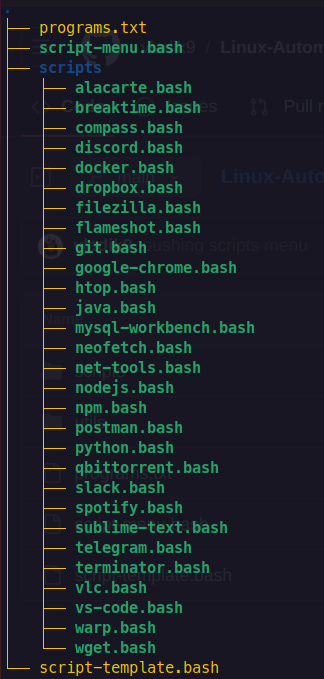 .
├── programs.txt
├── script-menu.bash
├── scripts
│   ├── alacarte.bash
│   ├── breaktime.bash
│   ├── compass.bash
│   ├── discord.bash
│   ├── docker.bash
│   ├── dropbox.bash
│   ├── filezilla.bash
│   ├── flameshot.bash
│   ├── git.bash
│   ├── google-chrome.bash
│   ├── htop.bash
│   ├── java.bash
│   ├── mysql-workbench.bash
│   ├── neofetch.bash
│   ├── net-tools.bash
│   ├── nodejs.bash
│   ├── npm.bash
│   ├── postman.bash
│   ├── python.bash
│   ├── qbittorrent.bash
│   ├── slack.bash
│   ├── spotify.bash
│   ├── sublime-text.bash
│   ├── telegram.bash
│   ├── terminator.bash
│   ├── vlc.bash
│   ├── vs-code.bash
│   ├── warp.bash
│   └── wget.bash
└── script-template.bash